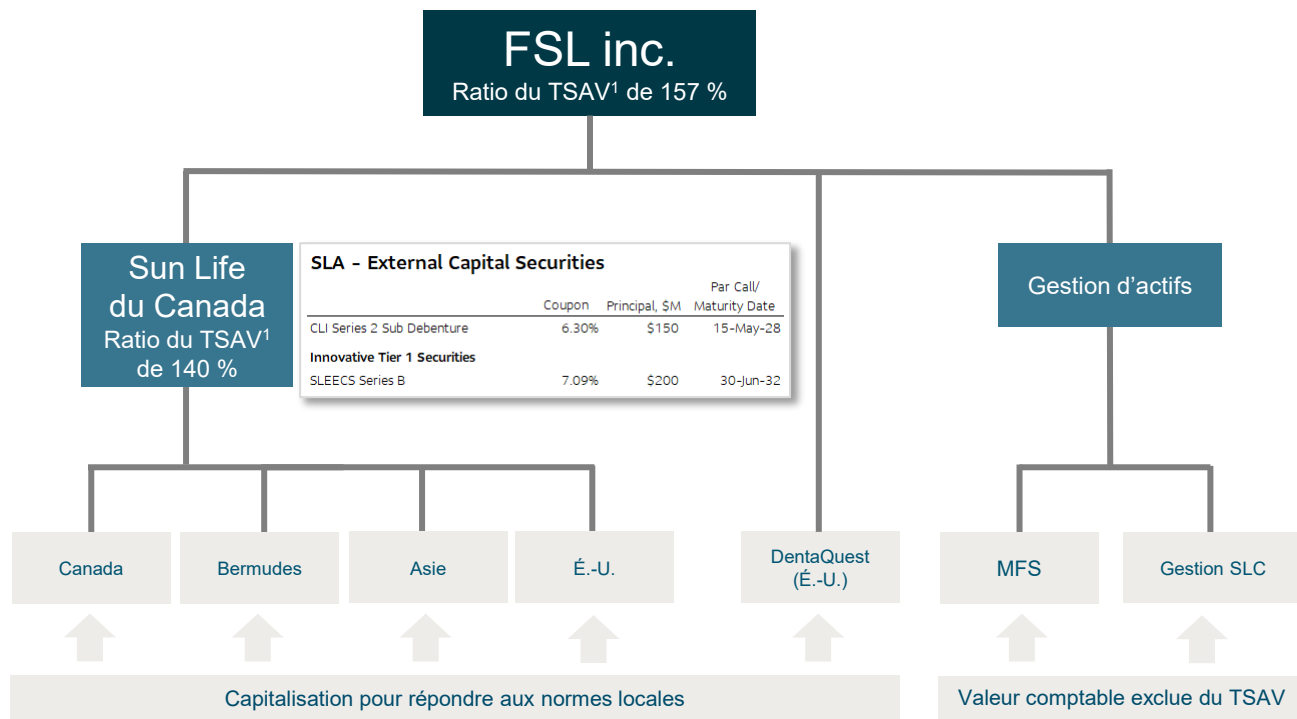 FSL inc.
Ratio du TSAV¹ de 157 %
Sun Life
du Canada
Ratio du TSAV¹
de 140 %
SLA – External Capital Securities
Par Call/
Coupon Principal, $M Maturity Date
CLI Series 2 Sub Debenture 6.30% $150 15-May-28
Innovative Tier 1 Securities
SLEECS Series B 7.09% $200 30-Jun-32
Gestion d’actifs
Canada
Bermudes
Asie
É.-U.
DentaQuest
(É.-U.)
MFS
Gestion SLC
Capitalisation pour répondre aux normes locales
Valeur comptable exclue du TSAV